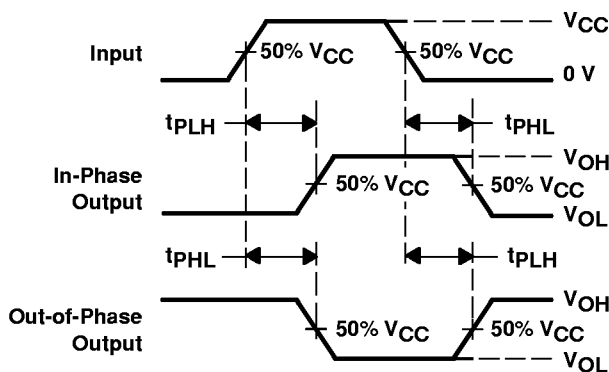 VCC
Input
50% VCC
50% VCC
0 V
tPLH
tPHL
In-Phase
Output
VOH
50% VCC
50% VCC
VOL
tPHL
tPLH
Out-of-Phase
Output
VOH
50% VCC
50% VCC
VOL